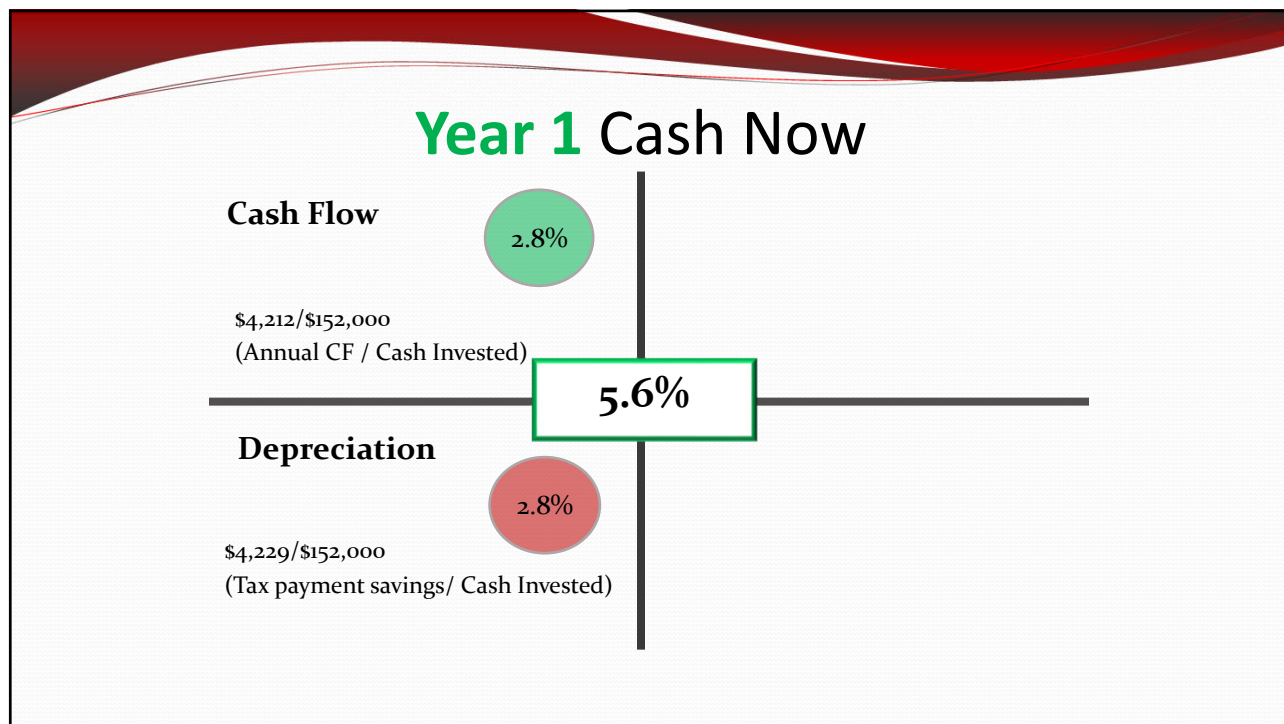 Year 1 Cash Now
Cash Flow
2.8%
$4,212/$152,000
(Annual CF / Cash Invested)
5.6%
Depreciation
2.8%
$4,229/$152,000
(Tax payment savings/ Cash Invested)